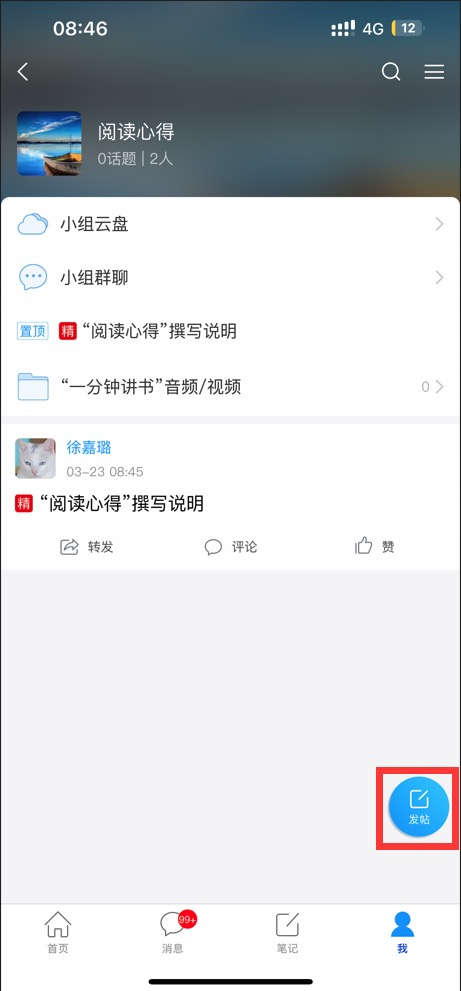 08:46
4G
12
阅读心得
0话题 | 2人
小组云盘
小组群聊
置顶 精 “阅读心得”撰写说明
“一分钟讲书”音频/视频 0
徐嘉璐
03-23 08:45
精 “阅读心得”撰写说明
转发 评论 赞
发帖
99+
首页 消息 笔记 我